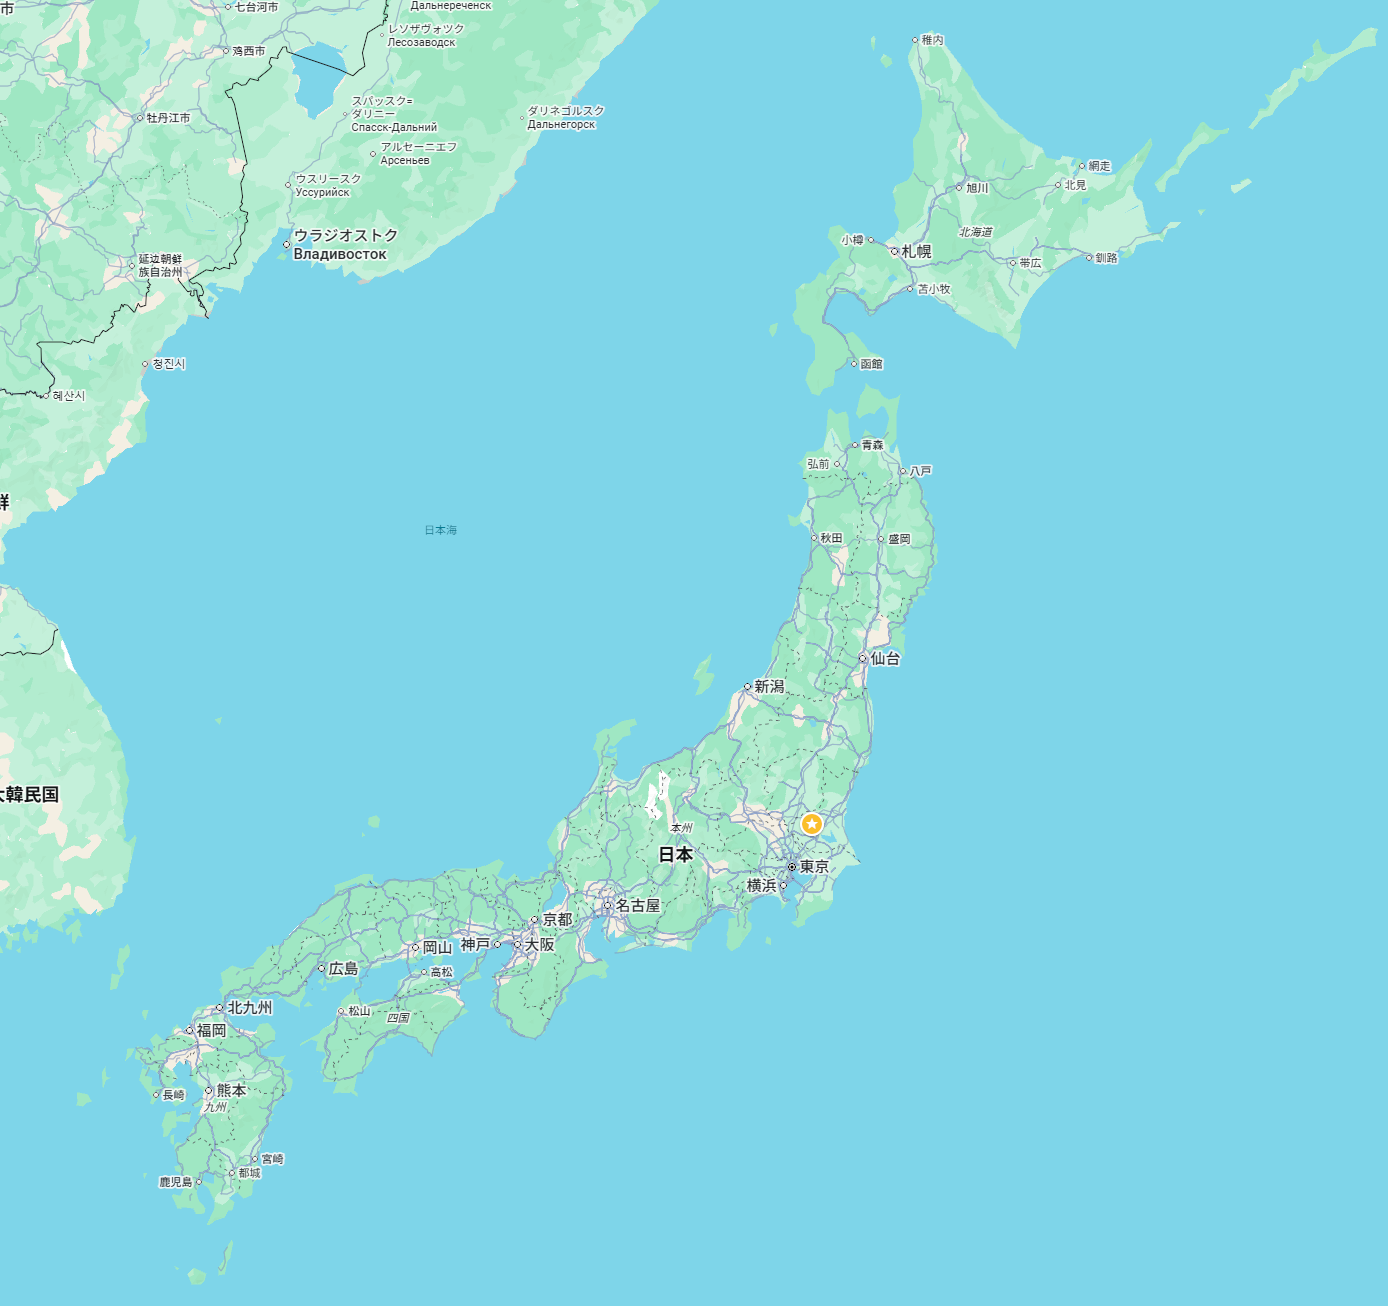 市
七台河市
Дальнереченск
レソザヴォツク
Лесозаводск
稚内
鸡西市
スパッスク=
ダリニー
Спасск-Дальний
ダリネゴルスク
Дальнегорск
牡丹江市
アルセーニエフ
Арсеньев
網走
ウスリースク
Уссурийск
旭川
北見
ウラジオストク
Владивосток
小樽
札幌
北海道
帯広
釧路
延边朝鲜
族自治州
苫小牧
청진시
函館
혜산시
青森
弘前
八戸
鮮
日本海
秋田
盛岡
仙台
新潟
大韓民国
本州
日本
東京
横浜
名古屋
京都
岡山
神戸
大阪
広島
高松
北九州
松山
四国
福岡
熊本
長崎
九州
宮崎
都城
鹿児島